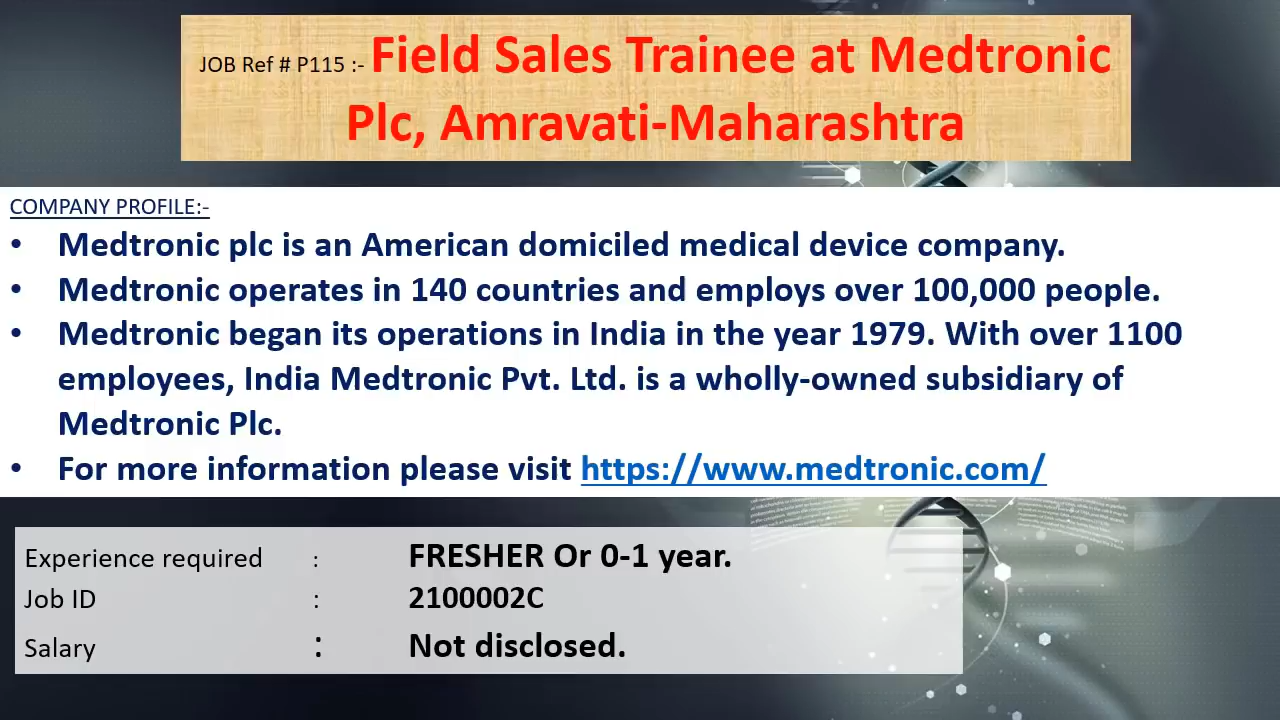 JOB Ref # P115 :- Field Sales Trainee at Medtronic
Plc, Amravati-Maharashtra
COMPANY PROFILE:-
• Medtronic plc is an American domiciled medical device company.
• Medtronic operates in 140 countries and employs over 100,000 people.
• Medtronic began its operations in India in the year 1979. With over 1100
employees, India Medtronic Pvt. Ltd. is a wholly-owned subsidiary of
Medtronic Plc.
• For more information please visit https://www.medtronic.com/
Experience required : FRESHER Or 0-1 year.
Job ID : 2100002C
Salary : Not disclosed.